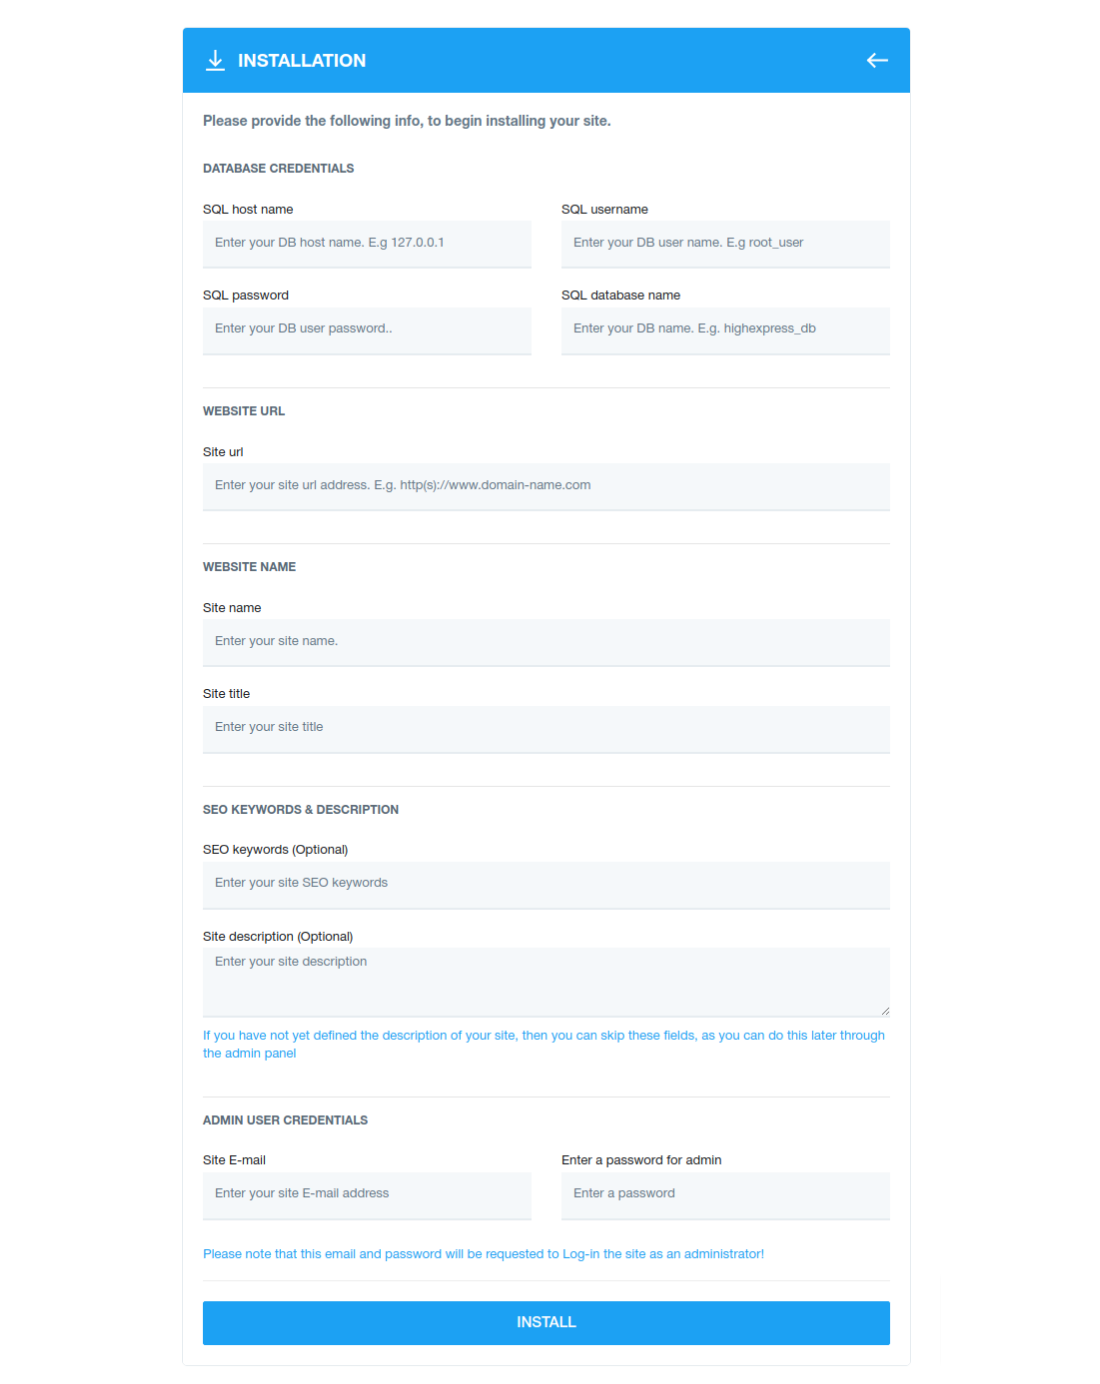 INSTALLATION
Please provide the following info, to begin installing your site.
DATABASE CREDENTIALS
SQL host name
Enter your DB host name. E.g 127.0.0.1
SQL username
Enter your DB user name. E.g root_user
SQL password
Enter your DB user password..
SQL database name
Enter your DB name. E.g. highexpress_db
WEBSITE URL
Site url
Enter your site url address. E.g. http(s)://www.domain-name.com
WEBSITE NAME
Site name
Enter your site name.
Site title
Enter your site title
SEO KEYWORDS & DESCRIPTION
SEO keywords (Optional)
Enter your site SEO keywords
Site description (Optional)
Enter your site description
If you have not yet defined the description of your site, then you can skip these fields, as you can do this later through
the admin panel
ADMIN USER CREDENTIALS
Site E-mail
Enter your site E-mail address
Enter a password for admin
Enter a password
Please note that this email and password will be requested to Log-in the site as an administrator!
INSTALL